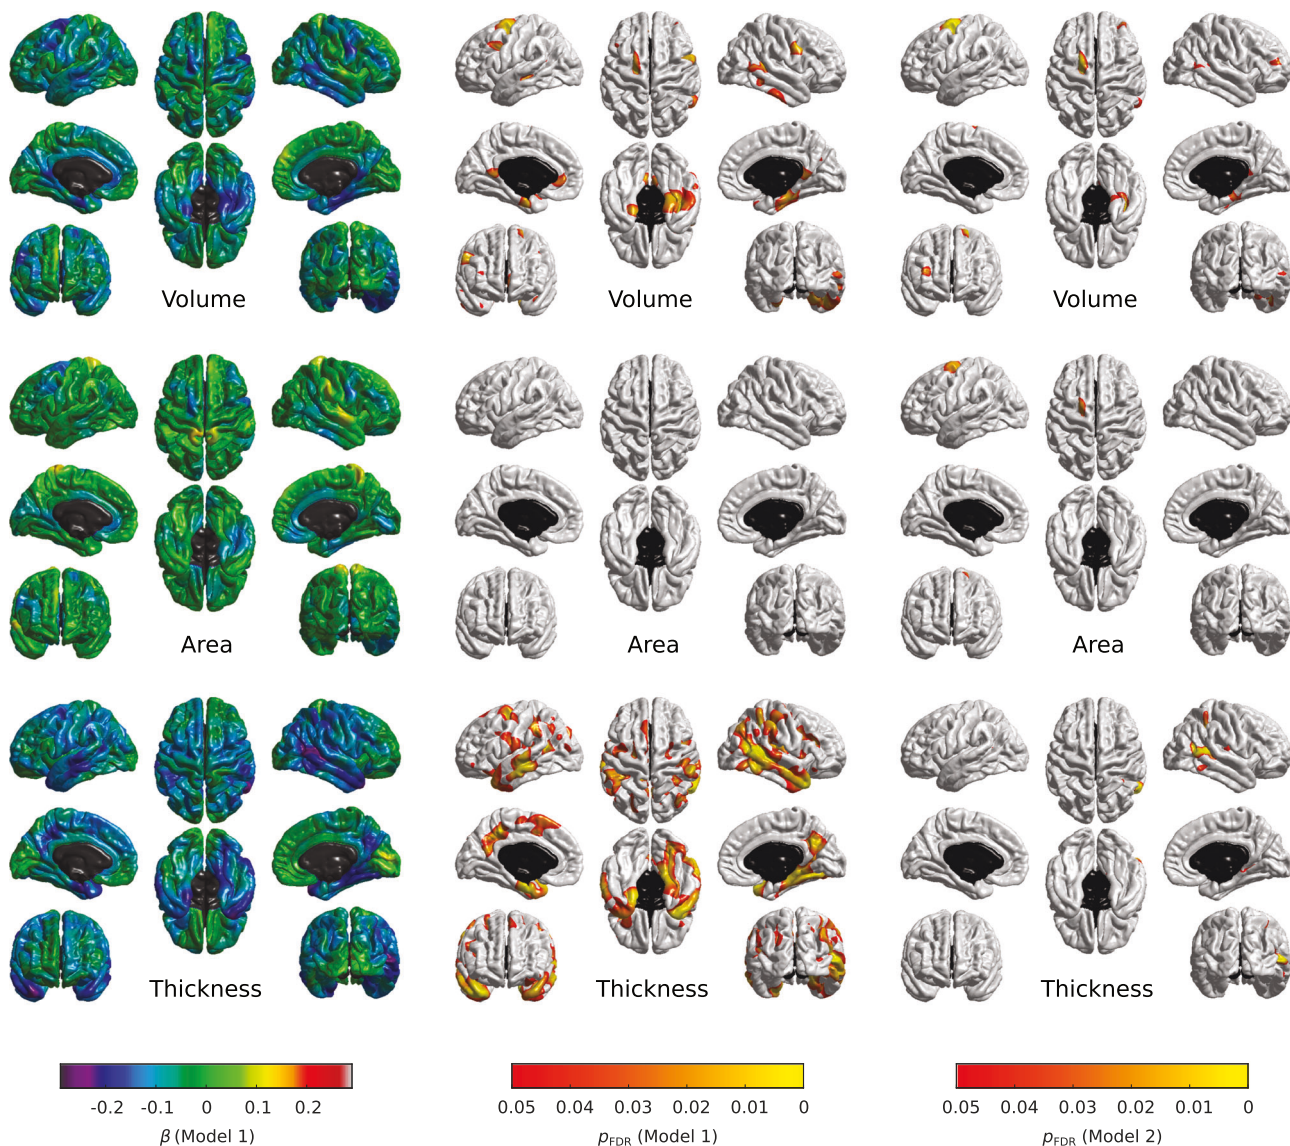 Volume Volume Volume
Area Area Area
Thickness Thickness Thickness
-0.2 -0.1 0 0.1 0.2 0.05 0.04 0.03 0.02 0.01 0 0.05 0.04 0.03 0.02 0.01 0
β (Model 1) pFDR (Model 1) pFDR (Model 2)